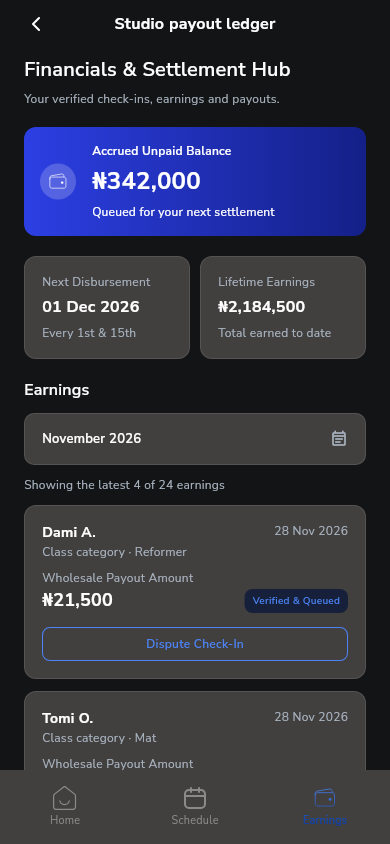 Studio payout ledger
Financials & Settlement Hub
Your verified check-ins, earnings and payouts.
Accrued Unpaid Balance
₦342,000
Queued for your next settlement
Next Disbursement
01 Dec 2026
Every 1st & 15th
Lifetime Earnings
₦2,184,500
Total earned to date
Earnings
November 2026
Showing the latest 4 of 24 earnings
Dami A.
28 Nov 2026
Class category · Reformer
Wholesale Payout Amount
₦21,500
Verified & Queued
Dispute Check-In
Tomi O.
28 Nov 2026
Class category · Mat
Wholesale Payout Amount
Home
Schedule